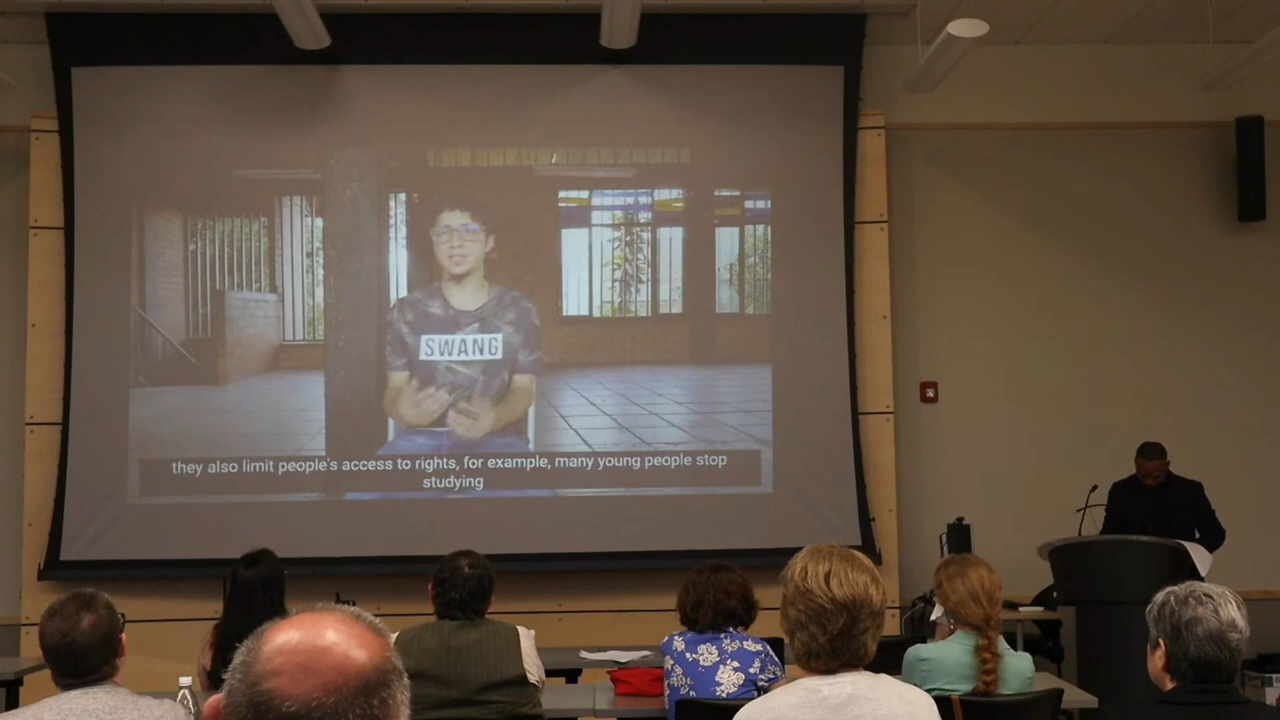 SWANG
they also limit people's access to rights, for example, many young people stop
studying